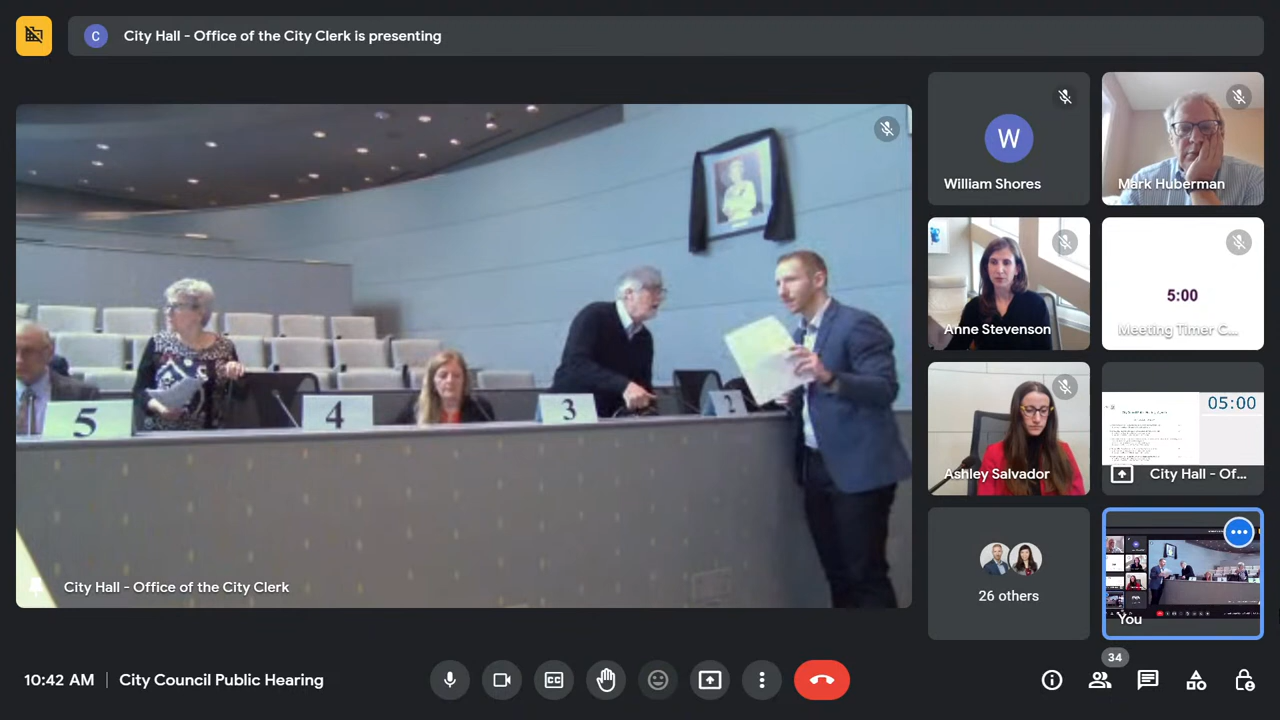 C
City Hall - Office of the City Clerk is presenting
W
William Shores
Mark Huberman
Anne Stevenson
5:00
Meeting Timer C...
Ashley Salvador
05:00
City Hall - Of...
26 others
You
5
4
3
2
City Hall - Office of the City Clerk
10:42 AM
City Council Public Hearing
CC
34